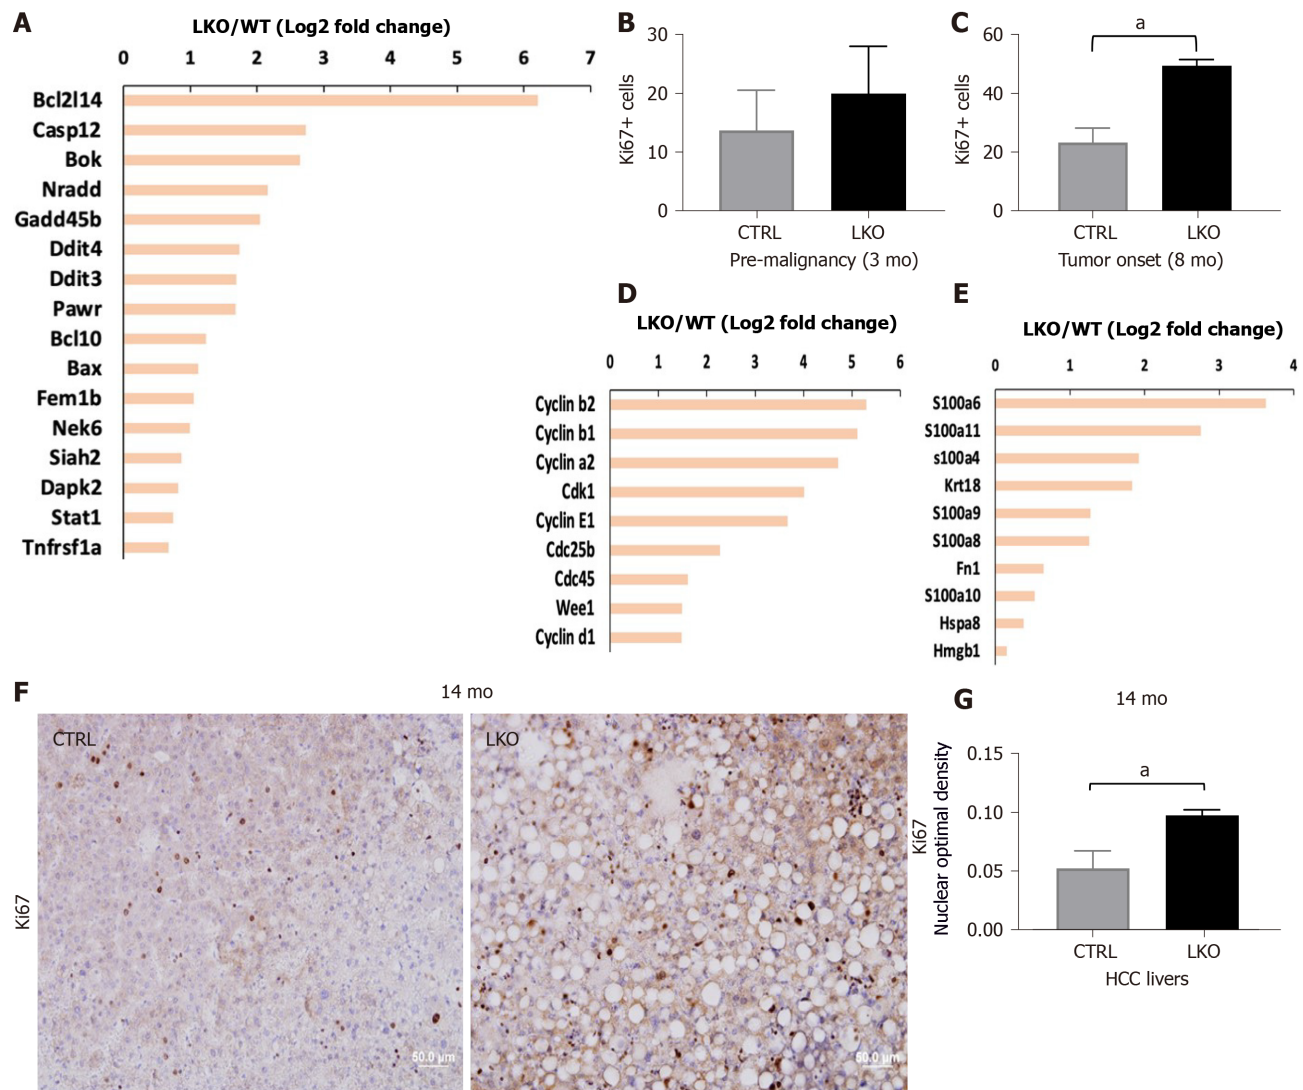 A
LKO/WT (Log2 fold change)
0 1 2 3 4 5 6 7
Bcl2l14
Casp12
Bok
Nradd
Gadd45b
Ddit4
Ddit3
Pawr
Bcl10
Bax
Fem1b
Nek6
Siah2
Dapk2
Stat1
Tnfrsf1a
B
Ki67+ cells
30
20
10
0
CTRL LKO
Pre-malignancy (3 mo)
C
Ki67+ cells
60
40
20
0
a
CTRL LKO
Tumor onset (8 mo)
D
LKO/WT (Log2 fold change)
0 1 2 3 4 5 6
Cyclin b2
Cyclin b1
Cyclin a2
Cdk1
Cyclin E1
Cdc25b
Cdc45
Wee1
Cyclin d1
E
LKO/WT (Log2 fold change)
0 1 2 3 4
S100a6
S100a11
s100a4
Krt18
S100a9
S100a8
Fn1
S100a10
Hspa8
Hmgb1
F
14 mo
Ki67
CTRL
50.0 µm
LKO
50.0 µm
G
14 mo
Ki67
Nuclear optimal density
0.15
0.10
0.05
0.00
a
CTRL LKO
HCC livers